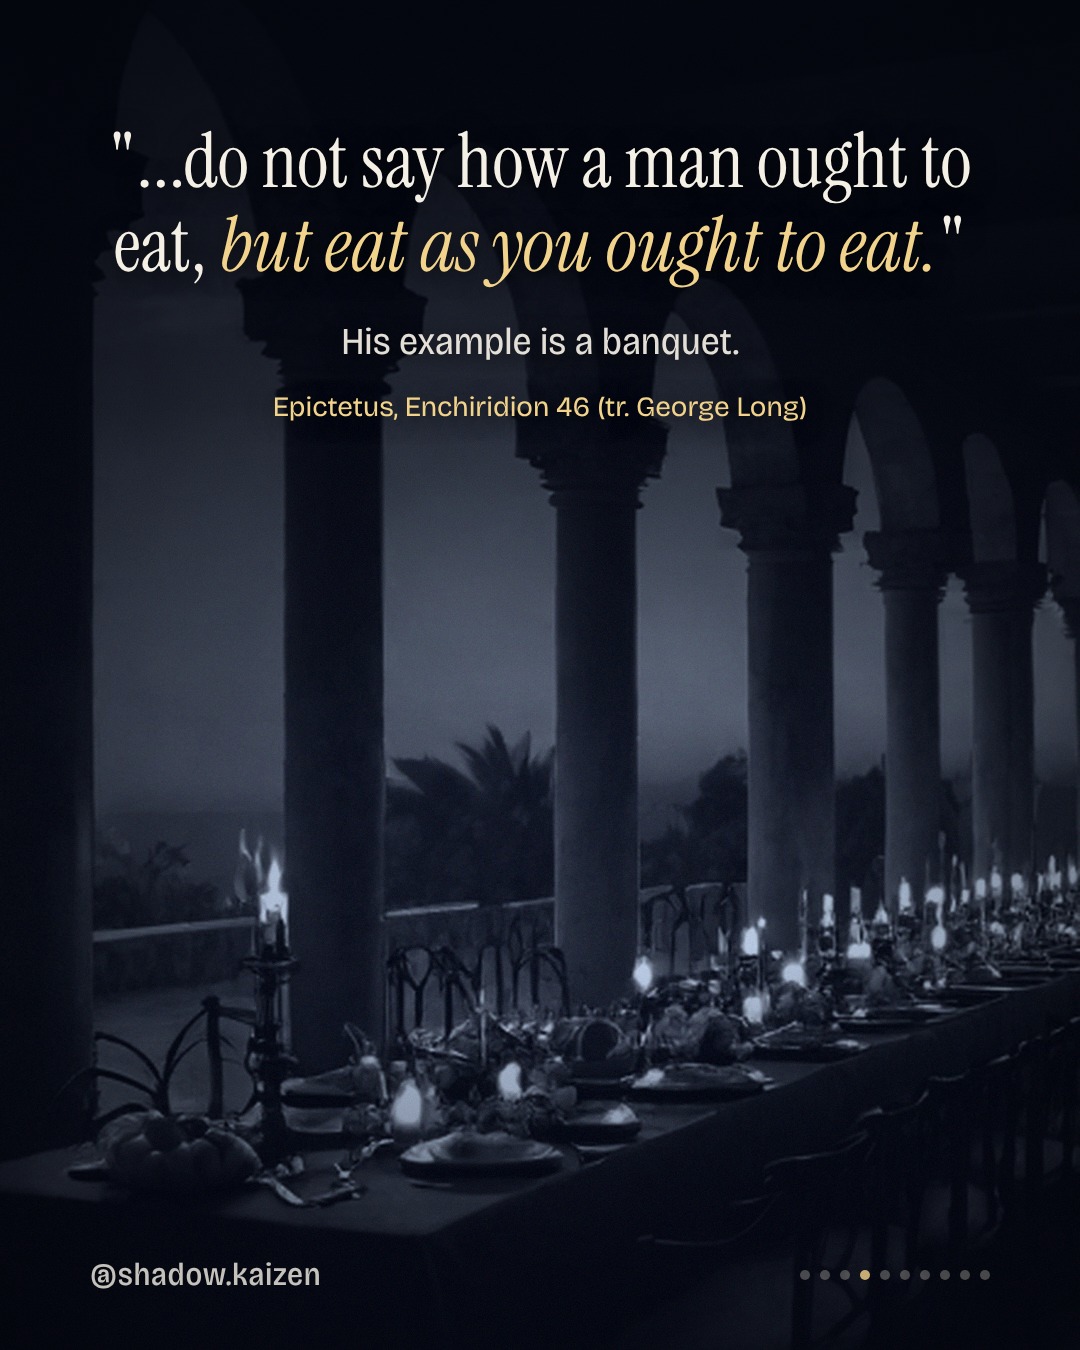 "...do not say how a man ought to
eat, but eat as you ought to eat."
His example is a banquet.
Epictetus, Enchiridion 46 (tr. George Long)
@shadow.kaizen